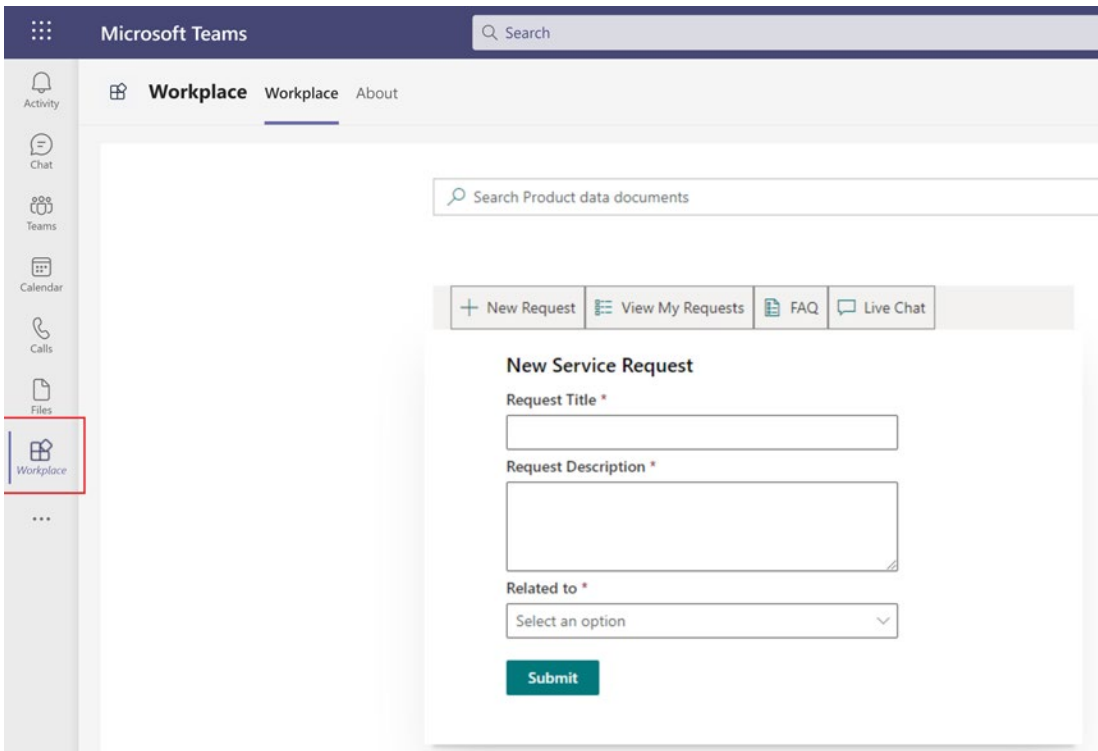 Microsoft Teams
Search
Activity
Chat
Teams
Calendar
Calls
Files
Workplace
Workplace Workplace About
Search Product data documents
New Request View My Requests FAQ Live Chat
New Service Request
Request Title *
Request Description *
Related to *
Select an option
Submit